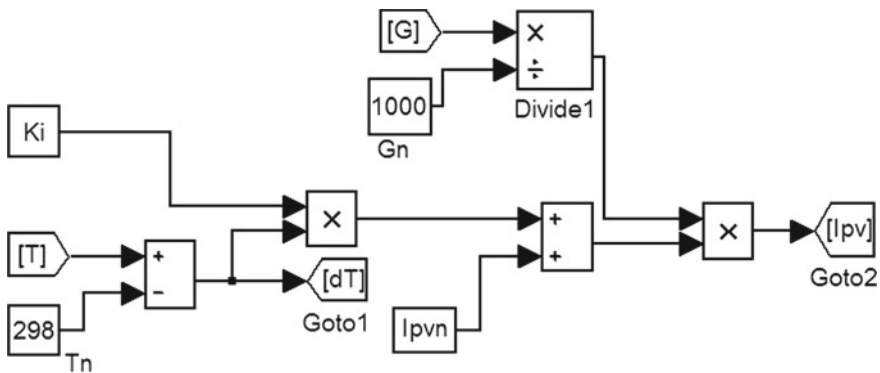 [G]
×
÷
1000
Divide1
Gn
Ki
×
+
+
×
[Ipv]
Goto2
[T]
+
−
[dT]
Goto1
Ipvn
298
Tn